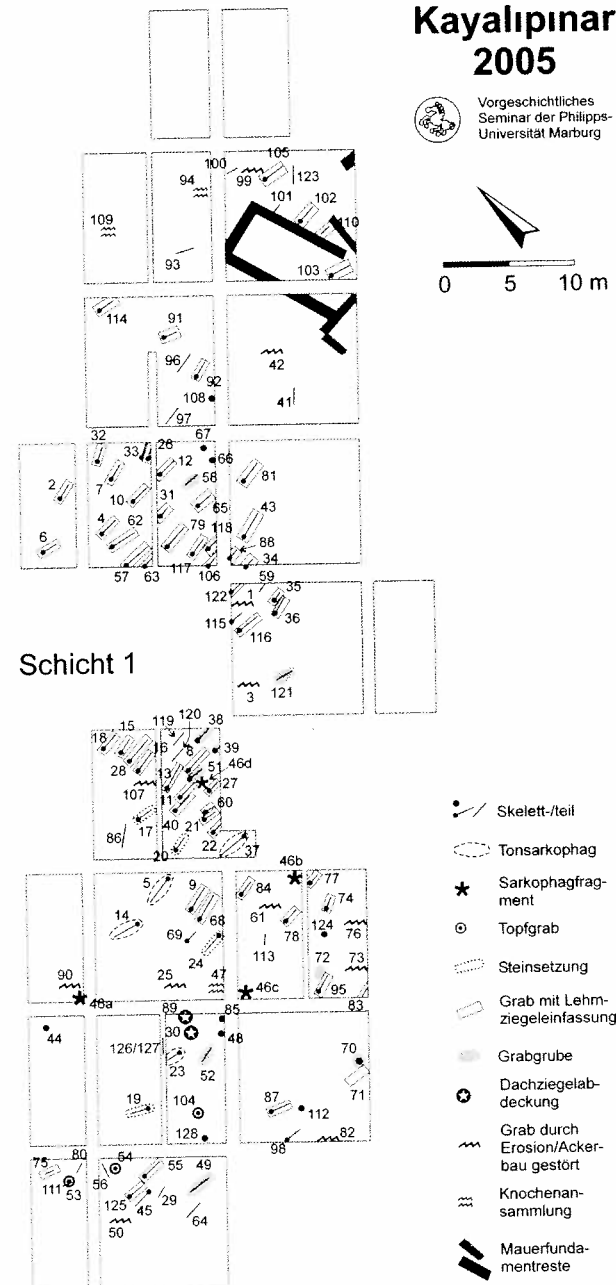 Kayalıpınar
2005
Vorgeschichtliches
Seminar der Philipps-
Universität Marburg
0 5 10 m
105
100 99 123
94 101 102
109 110
93 103
114 91
96 42
92
108 41
97
32 67
33 26 66
12 58 81
2 7 10 31 65 43
4 62 79 118 88
6 34
57 63 117 106 59
122 1 35
36
115 116
3 121
Schicht 1
119 120 38
18 15 16 8 39
51 46d
28 13 27
107 11 60
17 40 21
86 22
20 37
46b
5 9 84 77
74
14 61 124 76
69 68 78
24 113 72 73
90 25 47 95
46a 46c 83
89 85
44 30 48
126/127 70
23 52 71
19 104 87 112
128 98 82
75 80 54 55 49
111 53 56 125 45 29 64
50
Skelett-/teil
Tonsarkophag
Sarkophagfrag-
ment
Topfgrab
Steinsetzung
Grab mit Lehm-
ziegeleinfassung
Grabgrube
Dachziegelab-
deckung
Grab durch
Erosion/Acker-
bau gestört
Knochenan-
sammlung
Mauerfunda-
mentreste